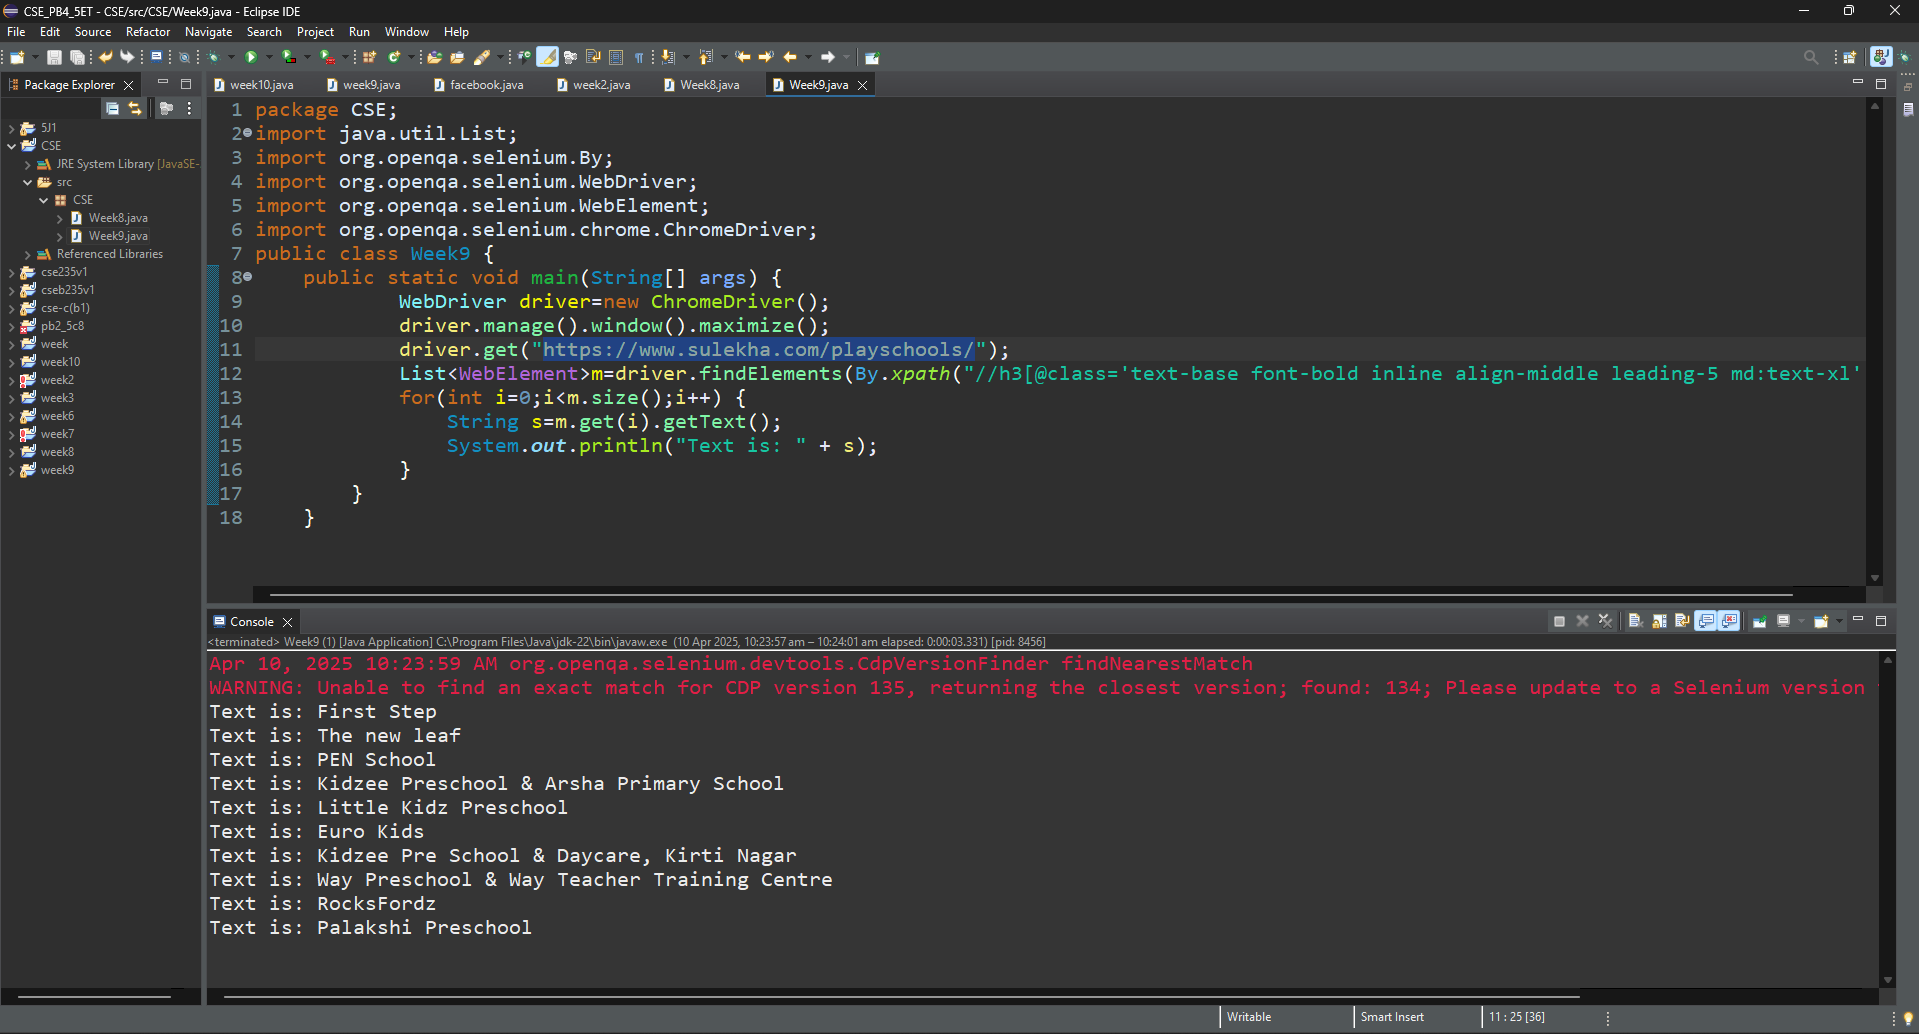 CSE_PB4_5ET - CSE/src/CSE/Week9.java - Eclipse IDE
File Edit Source Refactor Navigate Search Project Run Window Help
Package Explorer
5J1
CSE
JRE System Library [JavaSE-
src
CSE
Week8.java
Week9.java
Referenced Libraries
cse235v1
cseb235v1
cse-c(b1)
pb2_5c8
week
week10
week2
week3
week6
week7
week8
week9
week10.java week9.java facebook.java week2.java Week8.java Week9.java
1 package CSE;
2 import java.util.List;
3 import org.openqa.selenium.By;
4 import org.openqa.selenium.WebDriver;
5 import org.openqa.selenium.WebElement;
6 import org.openqa.selenium.chrome.ChromeDriver;
7 public class Week9 {
8 public static void main(String[] args) {
9 WebDriver driver=new ChromeDriver();
10 driver.manage().window().maximize();
11 driver.get("https://www.sulekha.com/playschools/");
12 List<WebElement>m=driver.findElements(By.xpath("//h3[@class='text-base font-bold inline align-middle leading-5 md:text-xl'
13 for(int i=0;i<m.size();i++) {
14 String s=m.get(i).getText();
15 System.out.println("Text is: " + s);
16 }
17 }
18 }
Console
<terminated> Week9 (1) [Java Application] C:\Program Files\Java\jdk-22\bin\javaw.exe (10 Apr 2025, 10:23:57 am – 10:24:01 am elapsed: 0:00:03.331) [pid: 8456]
Apr 10, 2025 10:23:59 AM org.openqa.selenium.devtools.CdpVersionFinder findNearestMatch
WARNING: Unable to find an exact match for CDP version 135, returning the closest version; found: 134; Please update to a Selenium version
Text is: First Step
Text is: The new leaf
Text is: PEN School
Text is: Kidzee Preschool & Arsha Primary School
Text is: Little Kidz Preschool
Text is: Euro Kids
Text is: Kidzee Pre School & Daycare, Kirti Nagar
Text is: Way Preschool & Way Teacher Training Centre
Text is: RocksFordz
Text is: Palakshi Preschool
Writable Smart Insert 11 : 25 [36]